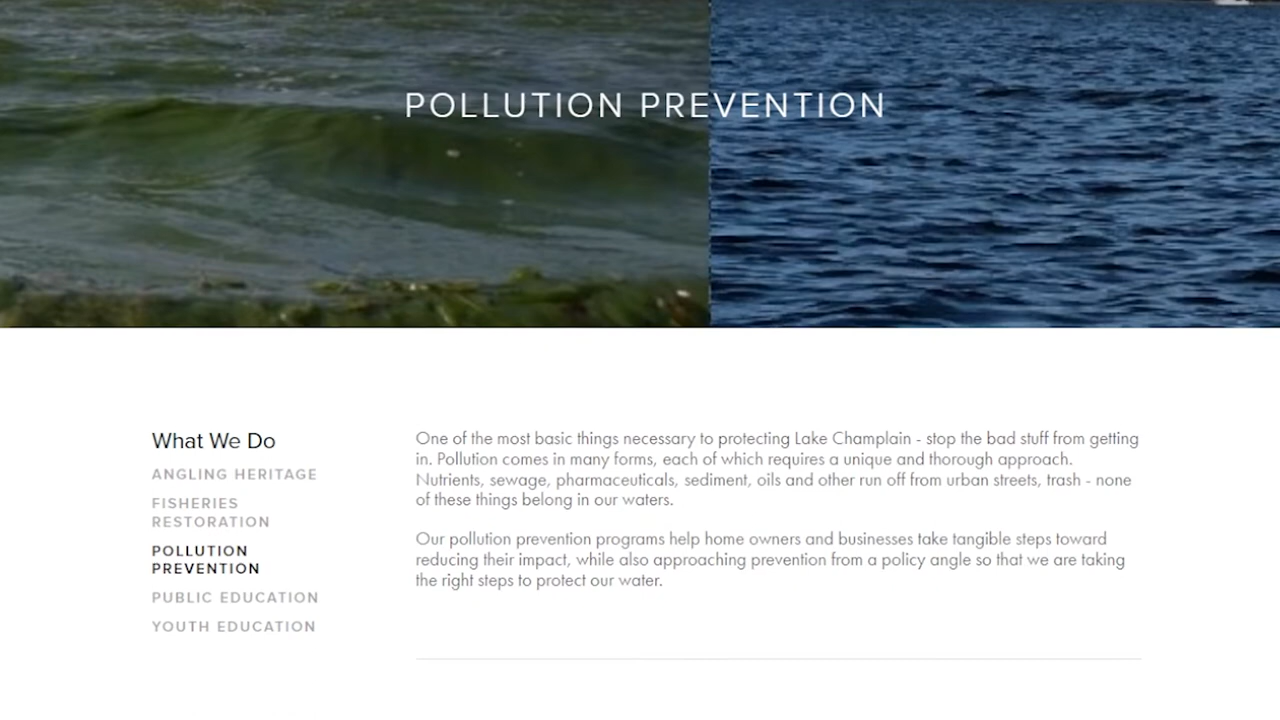 POLLUTION PREVENTION
What We Do
ANGLING HERITAGE
FISHERIES
RESTORATION
POLLUTION
PREVENTION
PUBLIC EDUCATION
YOUTH EDUCATION
One of the most basic things necessary to protecting Lake Champlain - stop the bad stuff from getting
in. Pollution comes in many forms, each of which requires a unique and thorough approach.
Nutrients, sewage, pharmaceuticals, sediment, oils and other run off from urban streets, trash - none
of these things belong in our waters.
Our pollution prevention programs help home owners and businesses take tangible steps toward
reducing their impact, while also approaching prevention from a policy angle so that we are taking
the right steps to protect our water.